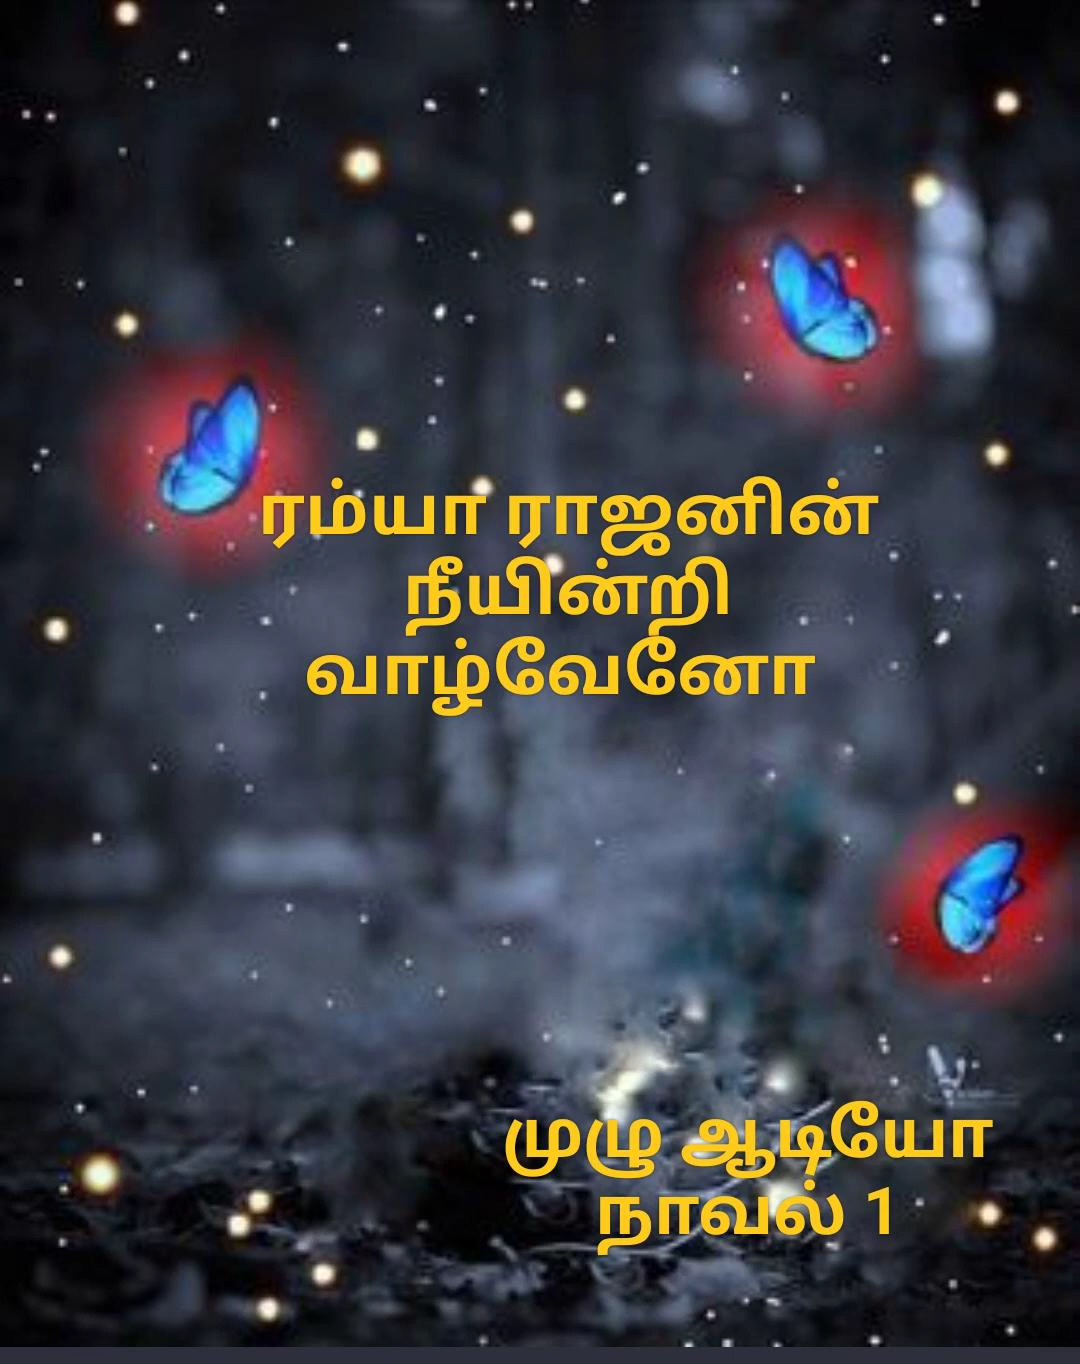 ரம்யா ராஜனின்
நீயின்றி
வாழ்வேனோ
முழு ஆடியோ
நாவல் 1